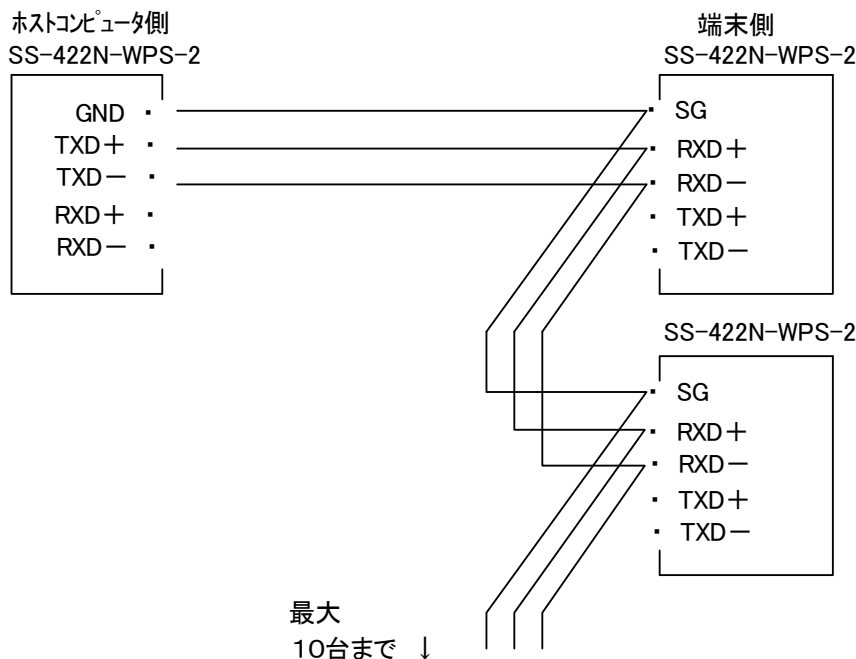 ホストコンピュータ側
SS-422N-WPS-2
GND
TXD＋
TXD－
RXD＋
RXD－
端末側
SS-422N-WPS-2
SG
RXD＋
RXD－
TXD＋
TXD－
SS-422N-WPS-2
SG
RXD＋
RXD－
TXD＋
TXD－
最大
10台まで ↓